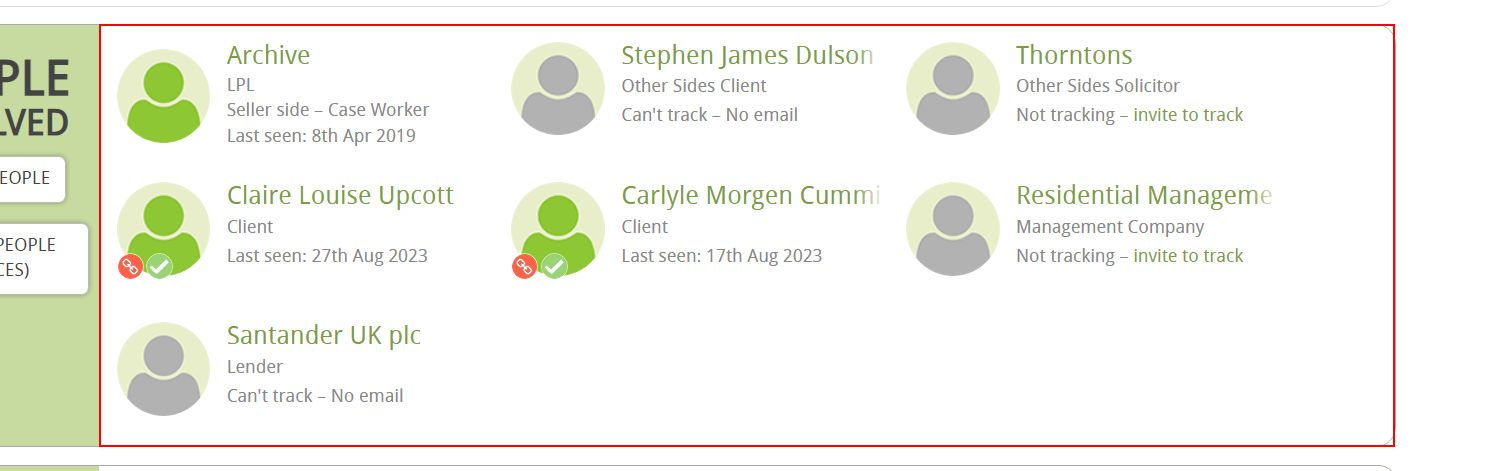 PLE
LVED
EOPLE
PEOPLE
CES)
Archive
LPL
Seller side – Case Worker
Last seen: 8th Apr 2019
Stephen James Dulson
Other Sides Client
Can't track – No email
Thorntons
Other Sides Solicitor
Not tracking – invite to track
Claire Louise Upcott
Client
Last seen: 27th Aug 2023
Carlyle Morgen Cummi
Client
Last seen: 17th Aug 2023
Residential Manageme
Management Company
Not tracking – invite to track
Santander UK plc
Lender
Can't track – No email